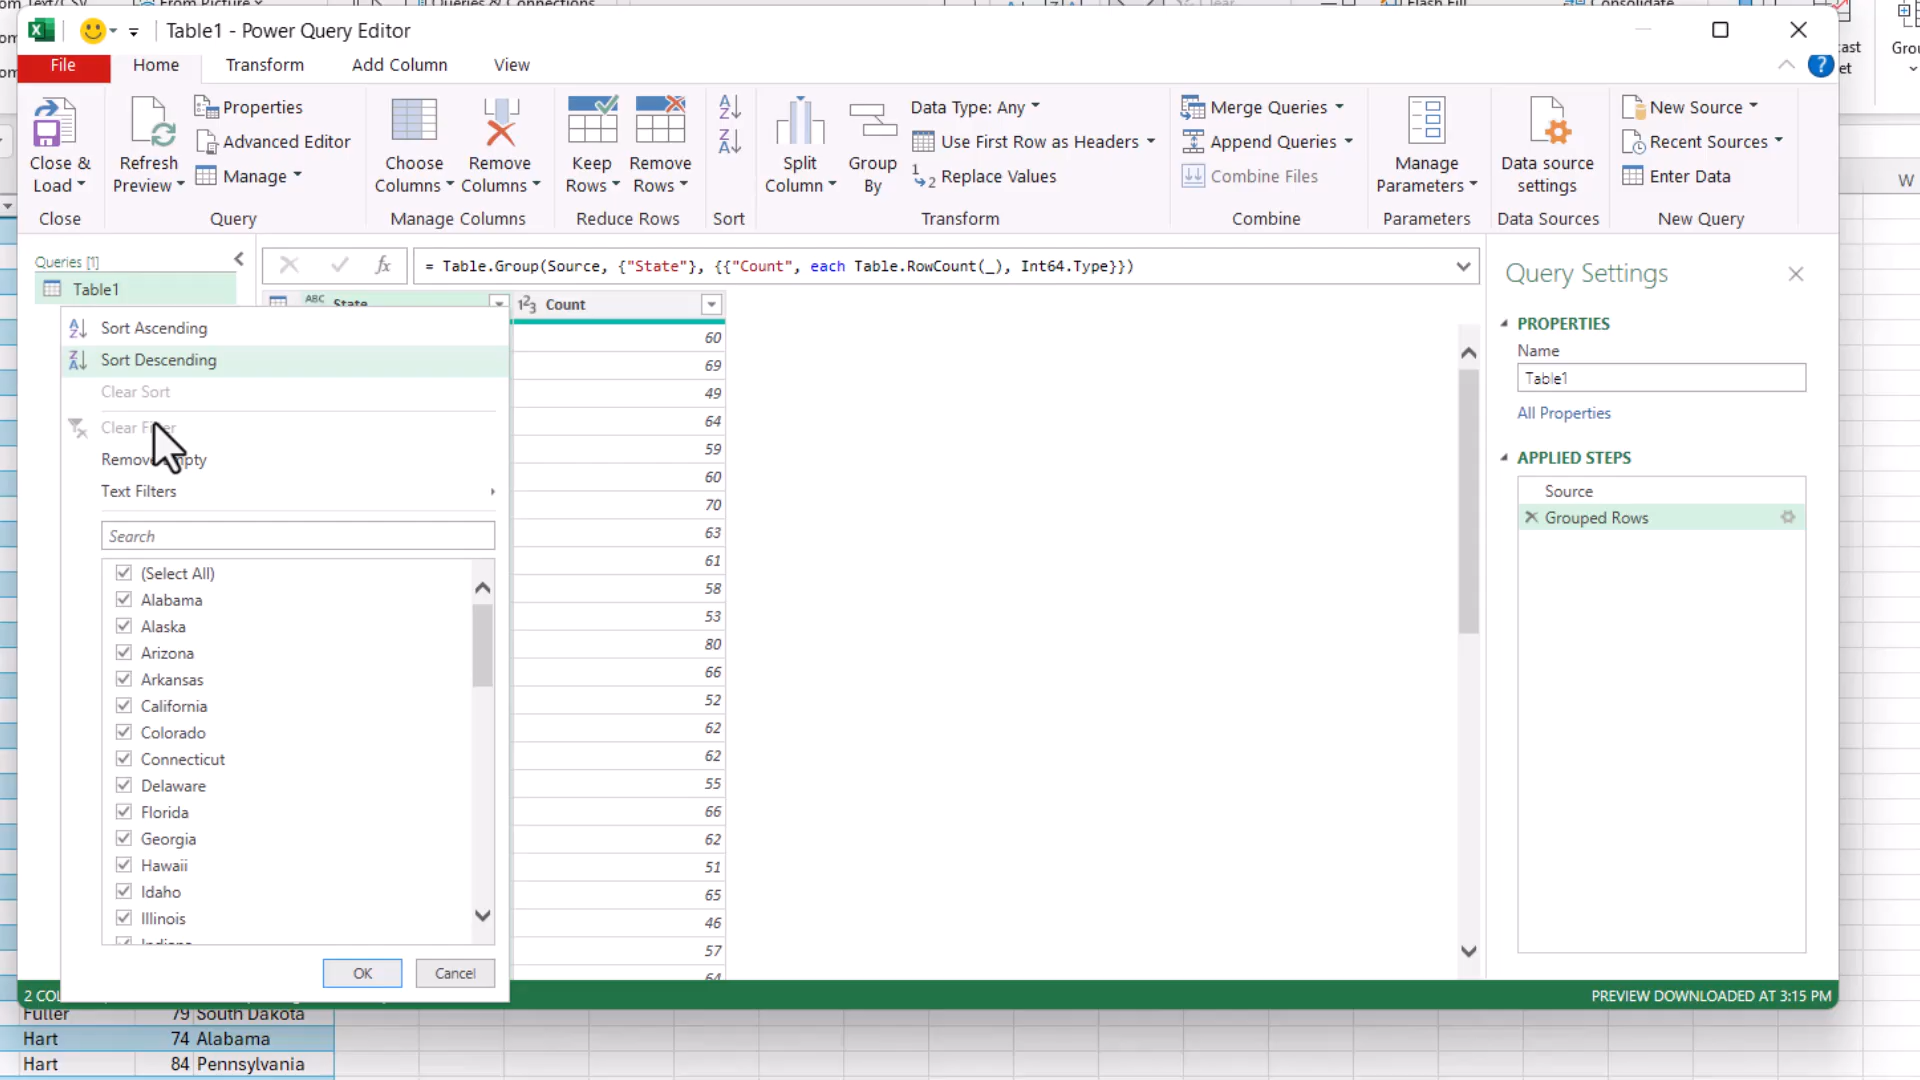 Table1 - Power Query Editor
File
Home
Transform
Add Column
View
?
Close &
Load
Close
Refresh
Preview
Properties
Advanced Editor
Manage
Query
Choose
Columns
Remove
Columns
Manage Columns
Keep
Rows
Remove
Rows
Reduce Rows
Sort
Split
Column
Group
By
Data Type: Any
Use First Row as Headers
Replace Values
Transform
Merge Queries
Append Queries
Combine Files
Combine
Manage
Parameters
Parameters
Data source
settings
Data Sources
New Source
Recent Sources
Enter Data
New Query
W
Queries [1]
Table1
fx
= Table.Group(Source, {"State"}, {{"Count", each Table.RowCount(_), Int64.Type}})
State
Count
Sort Ascending
Sort Descending
Clear Sort
Clear
Text Filters
Search
(Select All)
Alabama
Alaska
Arizona
Arkansas
California
Colorado
Connecticut
Delaware
Florida
Georgia
Hawaii
Idaho
Illinois
OK
Cancel
60
69
49
64
59
60
70
63
61
58
53
80
66
52
62
62
55
66
62
51
65
46
57
64
Query Settings
PROPERTIES
Name
Table1
All Properties
APPLIED STEPS
Source
Grouped Rows
PREVIEW DOWNLOADED AT 3:15 PM
Fuller 79 South Dakota
Hart 74 Alabama
Hart 84 Pennsylvania